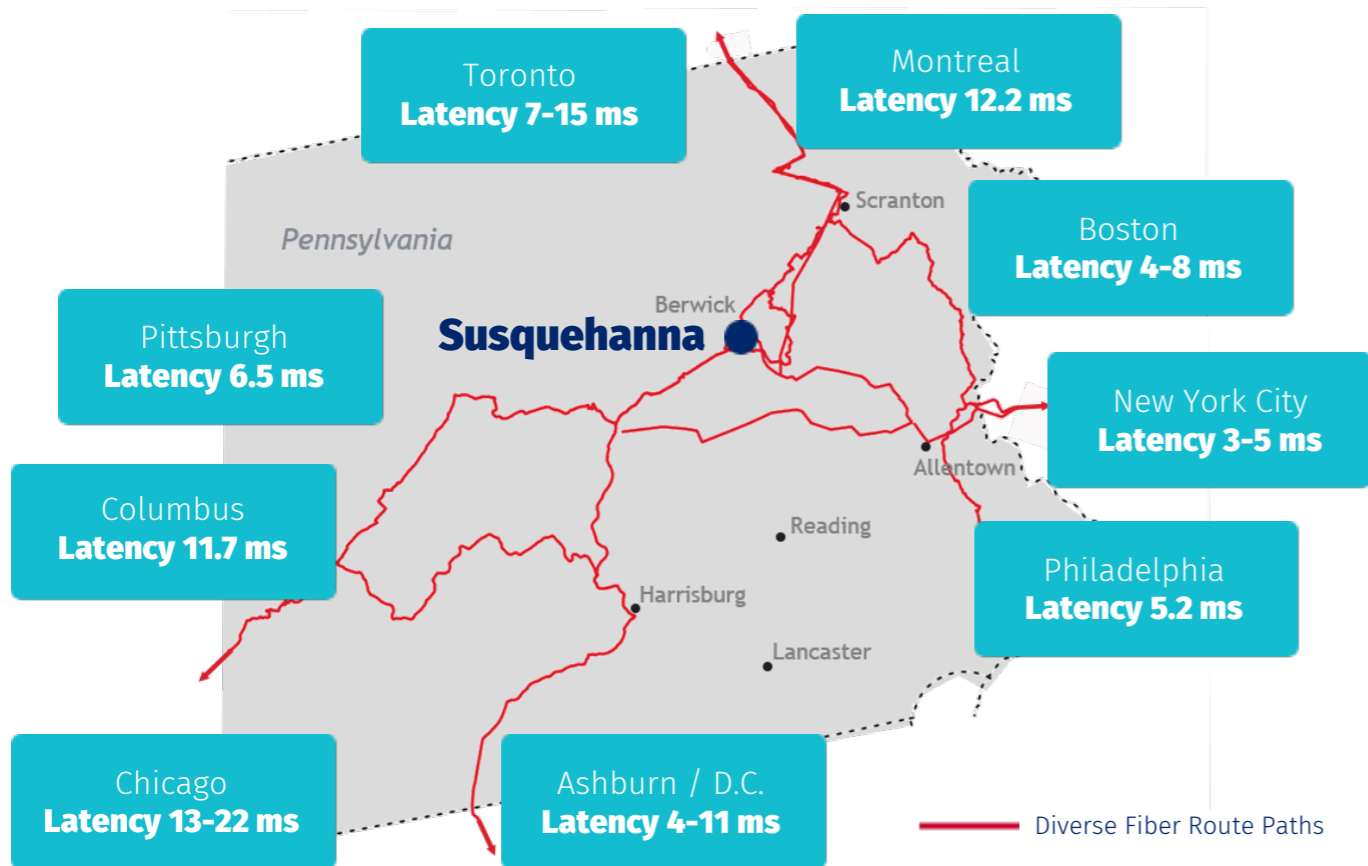 Toronto
Latency 7-15 ms
Montreal
Latency 12.2 ms
Scranton
Boston
Latency 4-8 ms
Pennsylvania
Berwick
Susquehanna
Pittsburgh
Latency 6.5 ms
New York City
Latency 3-5 ms
Allentown
Columbus
Latency 11.7 ms
Reading
Philadelphia
Latency 5.2 ms
Harrisburg
Lancaster
Chicago
Latency 13-22 ms
Ashburn / D.C.
Latency 4-11 ms
Diverse Fiber Route Paths